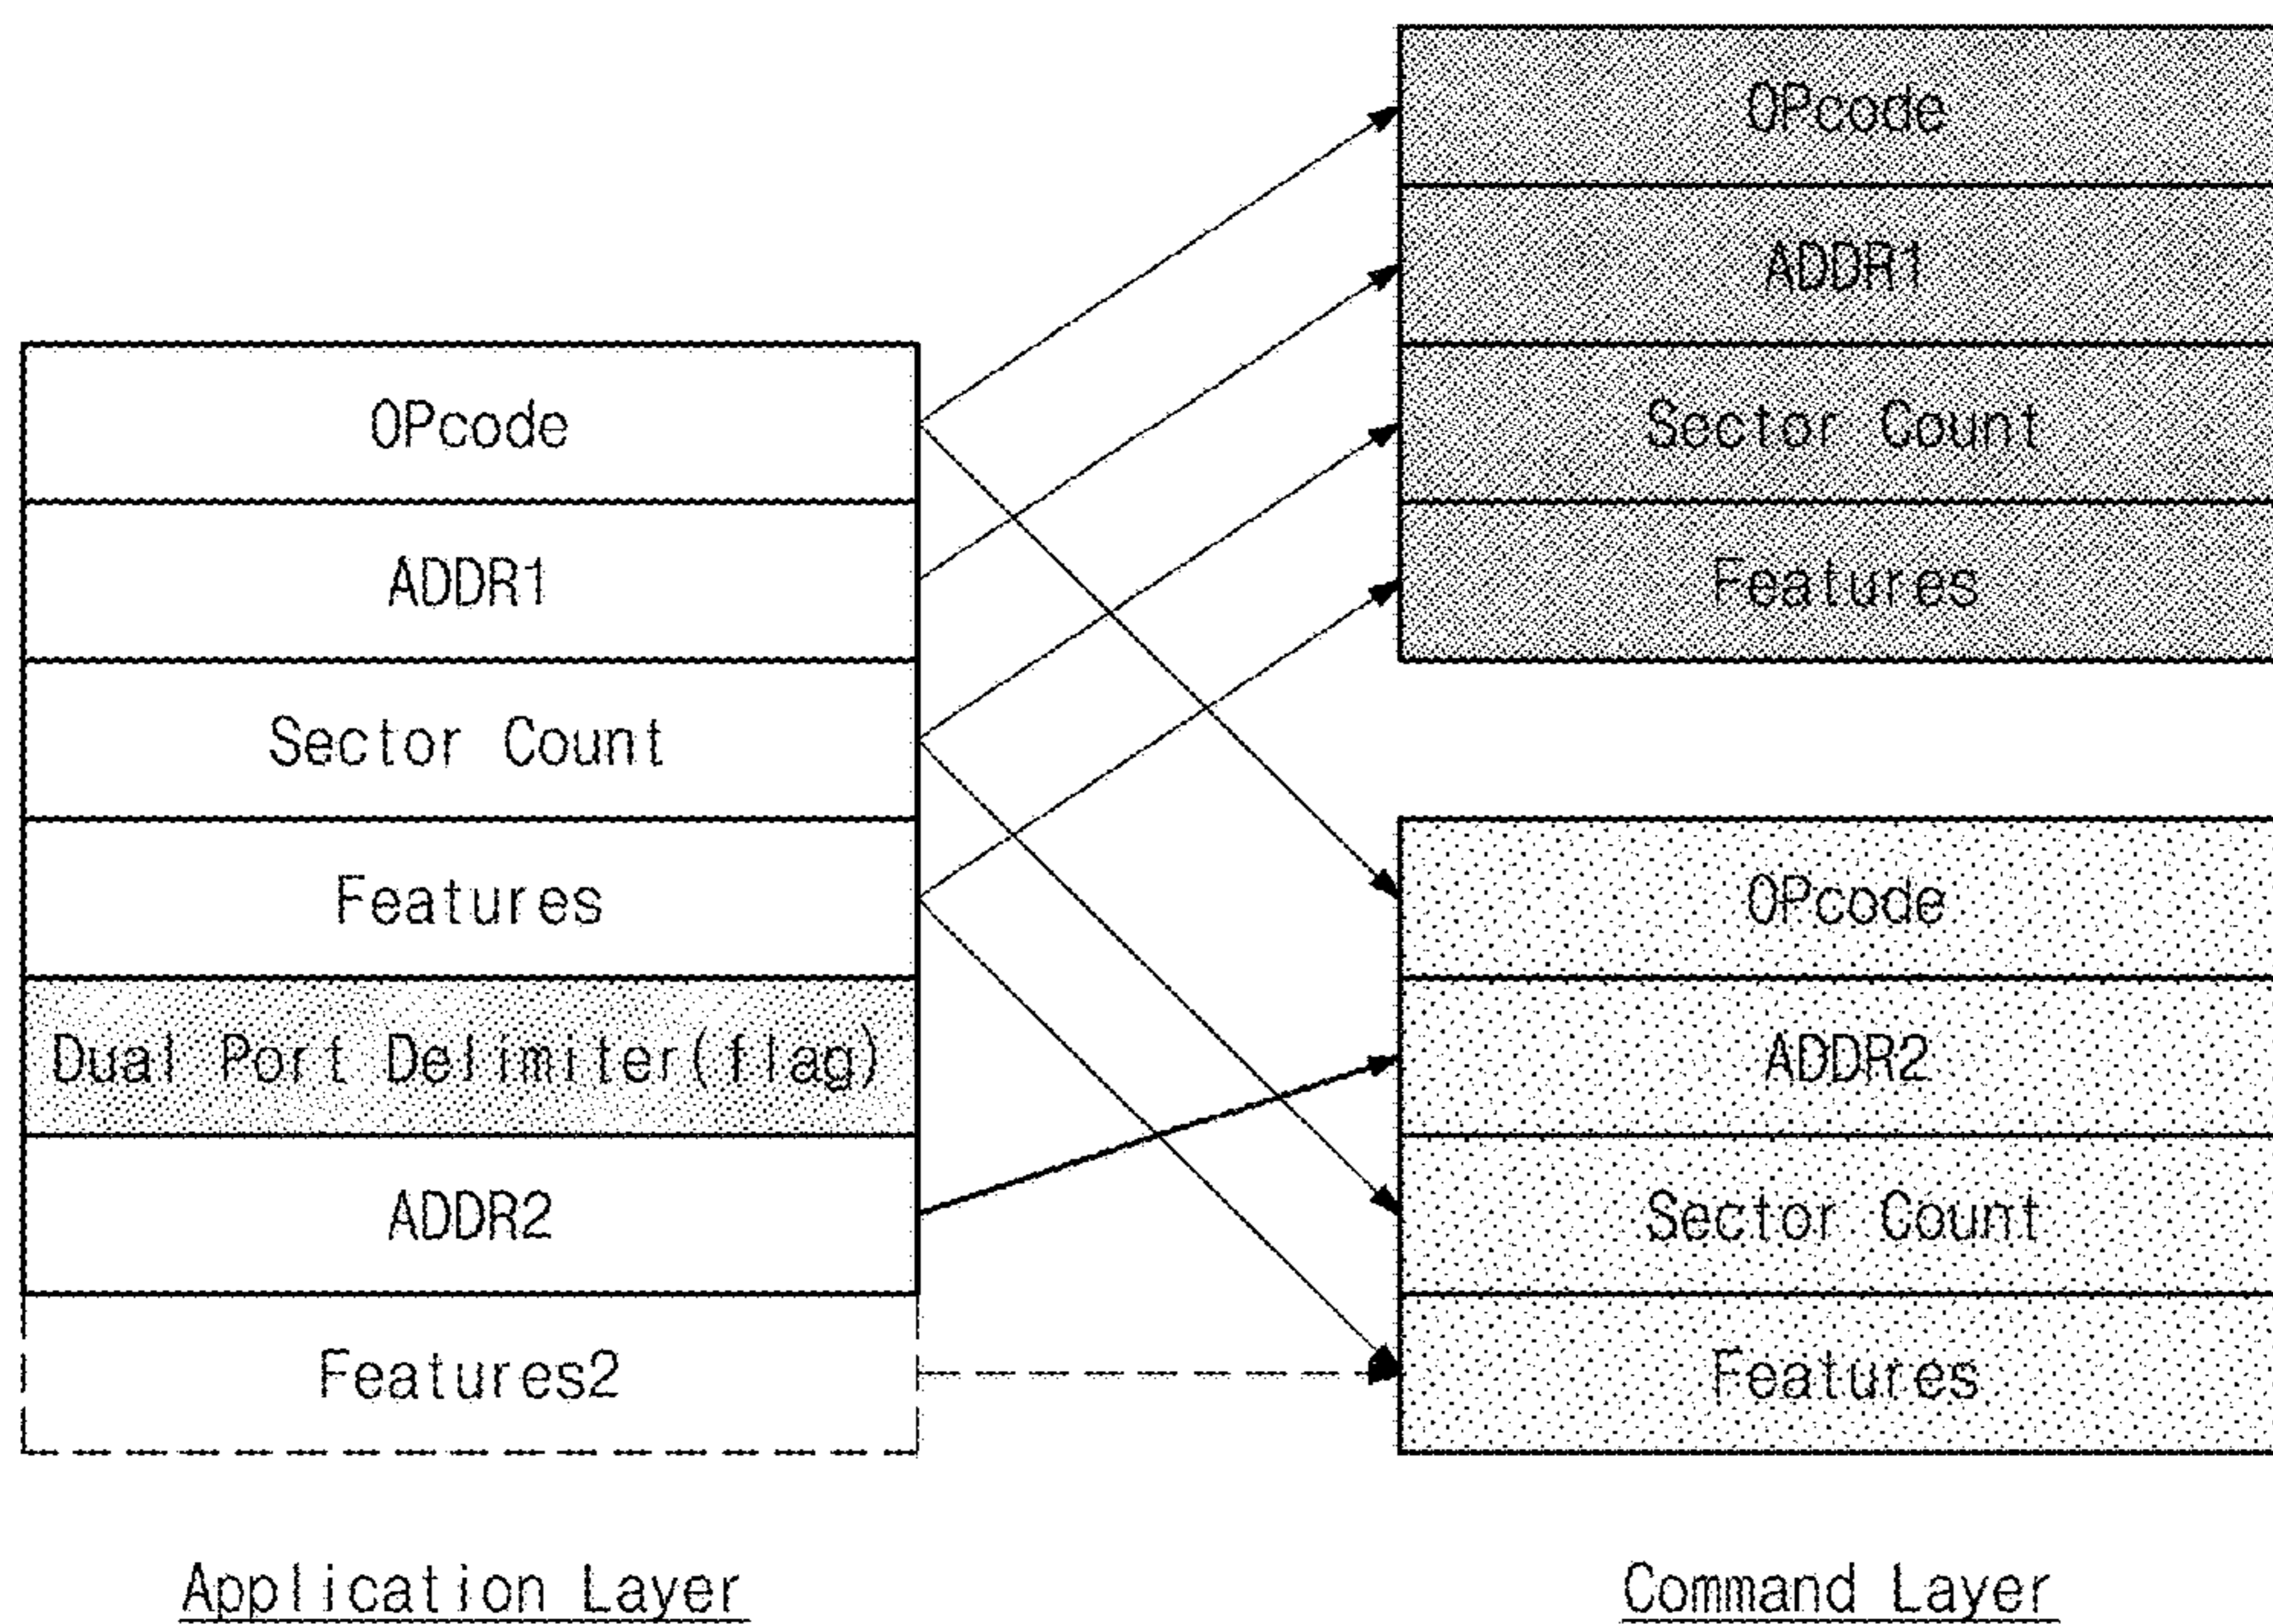 OPcode
ADDR1
Sector Count
Features
Dual Port Delimiter(flag)
ADDR2
Features2
Application Layer
OPcode
ADDR1
Sector Count
Features
OPcode
ADDR2
Sector Count
Features
Command Layer